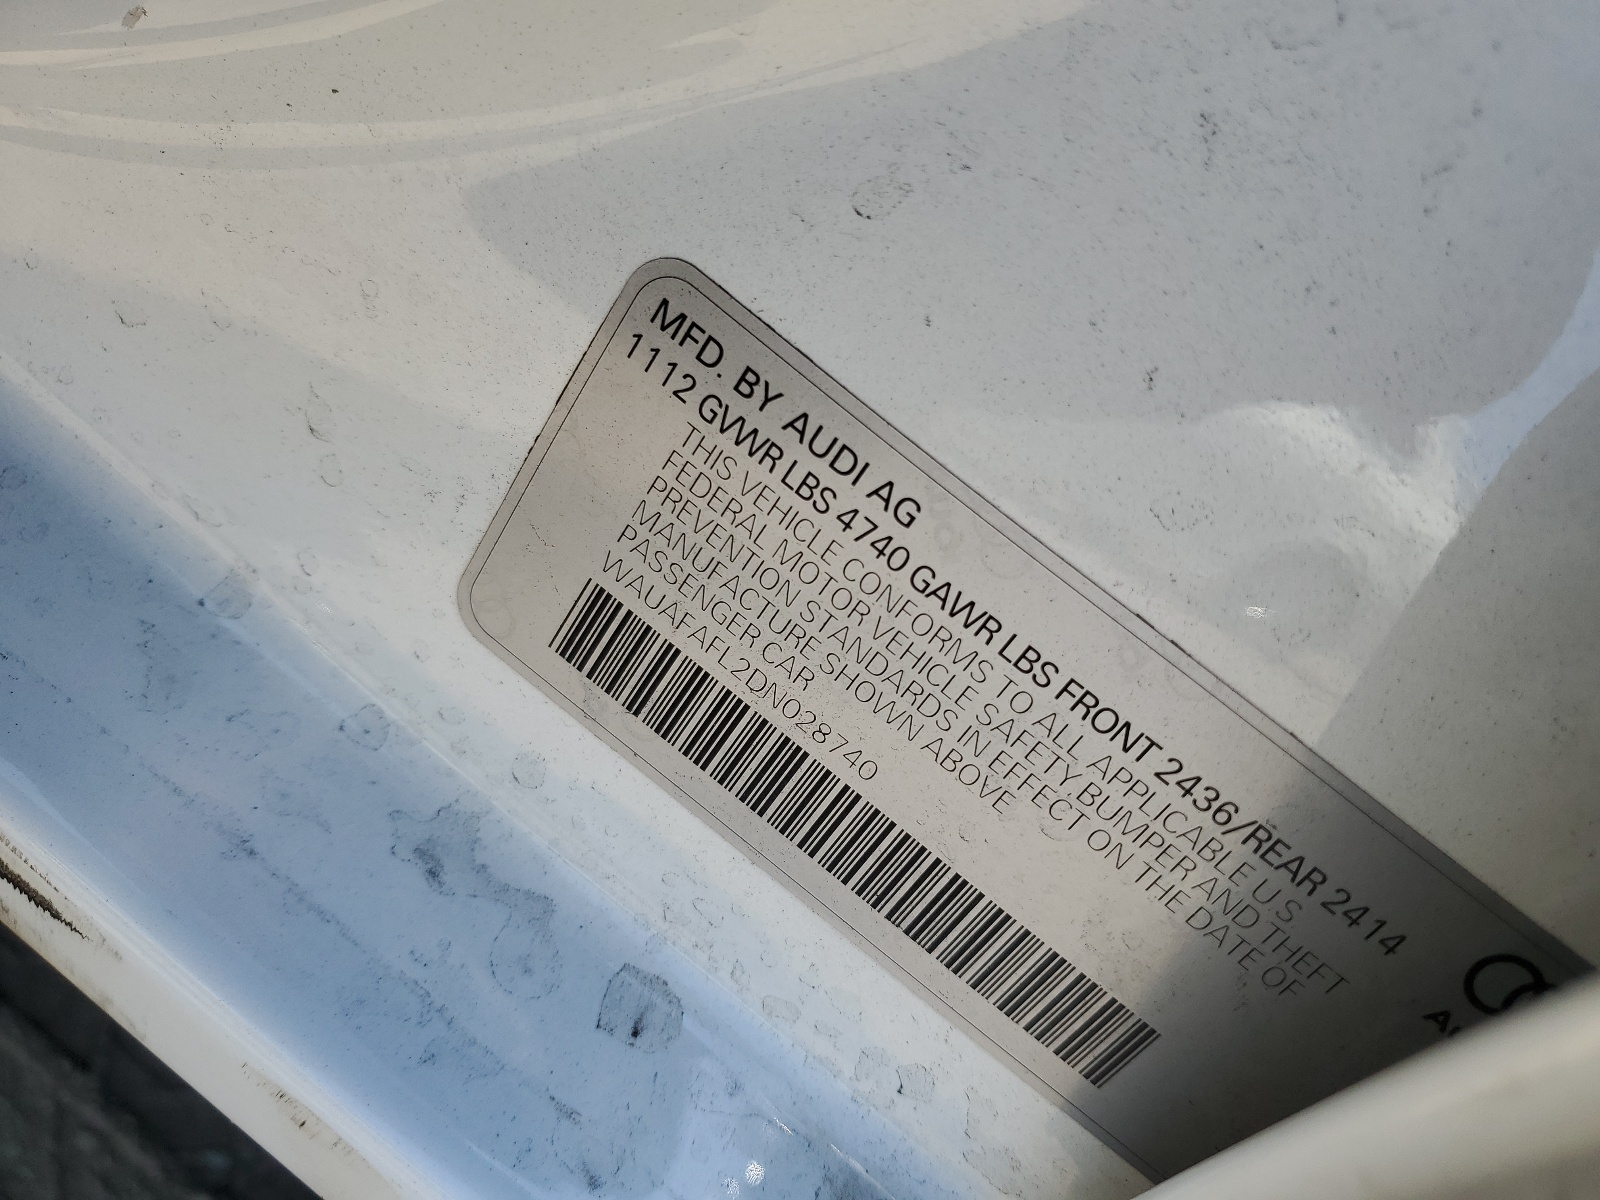 MFD. BY AUDI AG
1112 GVWR LBS 4740 GAWR LBS FRONT 2436/REAR 2414
THIS VEHICLE CONFORMS TO ALL APPLICABLE U S
FEDERAL MOTOR VEHICLE SAFETY, BUMPER AND THEFT
PREVENTION STANDARDS IN EFFECT ON THE DATE OF
MANUFACTURE SHOWN ABOVE
PASSENGER CAR
WAUAFAFL2DN028740